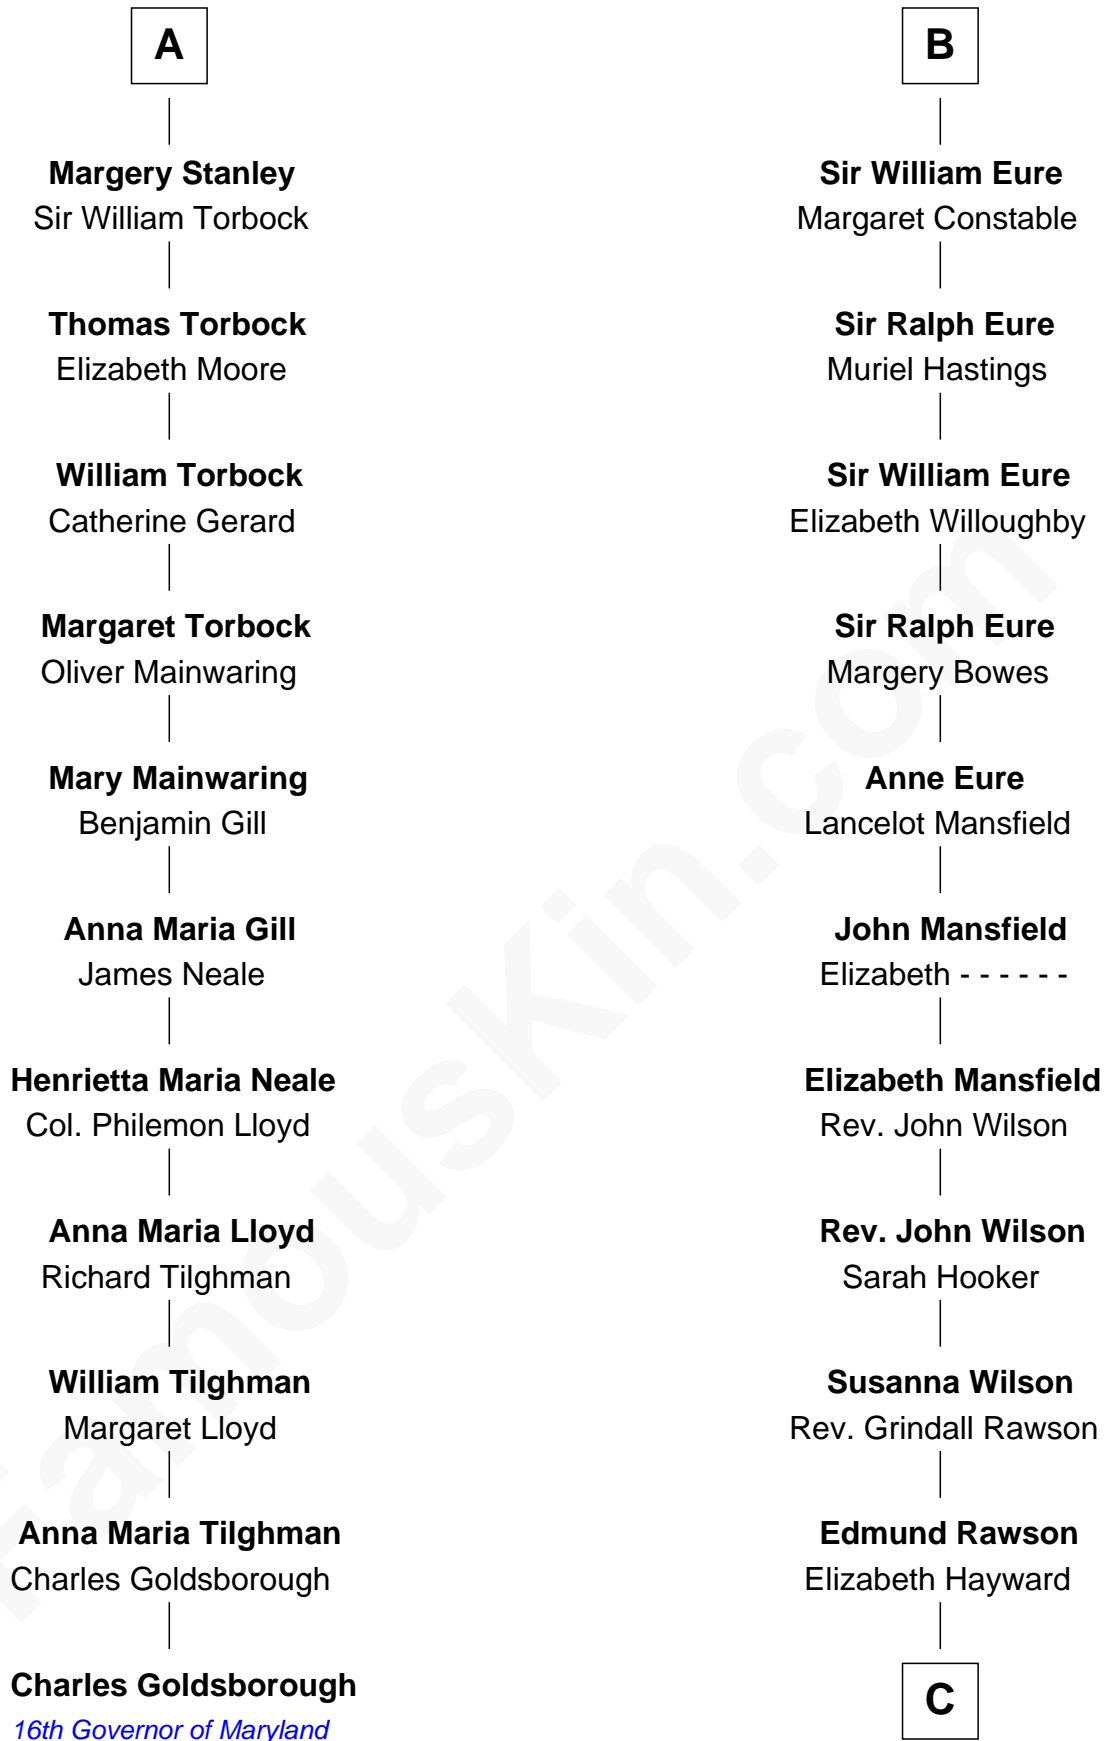 A
Margery Stanley
Sir William Torbock
Thomas Torbock
Elizabeth Moore
William Torbock
Catherine Gerard
Margaret Torbock
Oliver Mainwaring
Mary Mainwaring
Benjamin Gill
Anna Maria Gill
James Neale
Henrietta Maria Neale
Col. Philemon Lloyd
Anna Maria Lloyd
Richard Tilghman
William Tilghman
Margaret Lloyd
Anna Maria Tilghman
Charles Goldsborough
Charles Goldsborough
16th Governor of Maryland
B
Sir William Eure
Margaret Constable
Sir Ralph Eure
Muriel Hastings
Sir William Eure
Elizabeth Willoughby
Sir Ralph Eure
Margery Bowes
Anne Eure
Lancelot Mansfield
John Mansfield
Elizabeth - - - - - -
Elizabeth Mansfield
Rev. John Wilson
Rev. John Wilson
Sarah Hooker
Susanna Wilson
Rev. Grindall Rawson
Edmund Rawson
Elizabeth Hayward
C
FamousKin.com